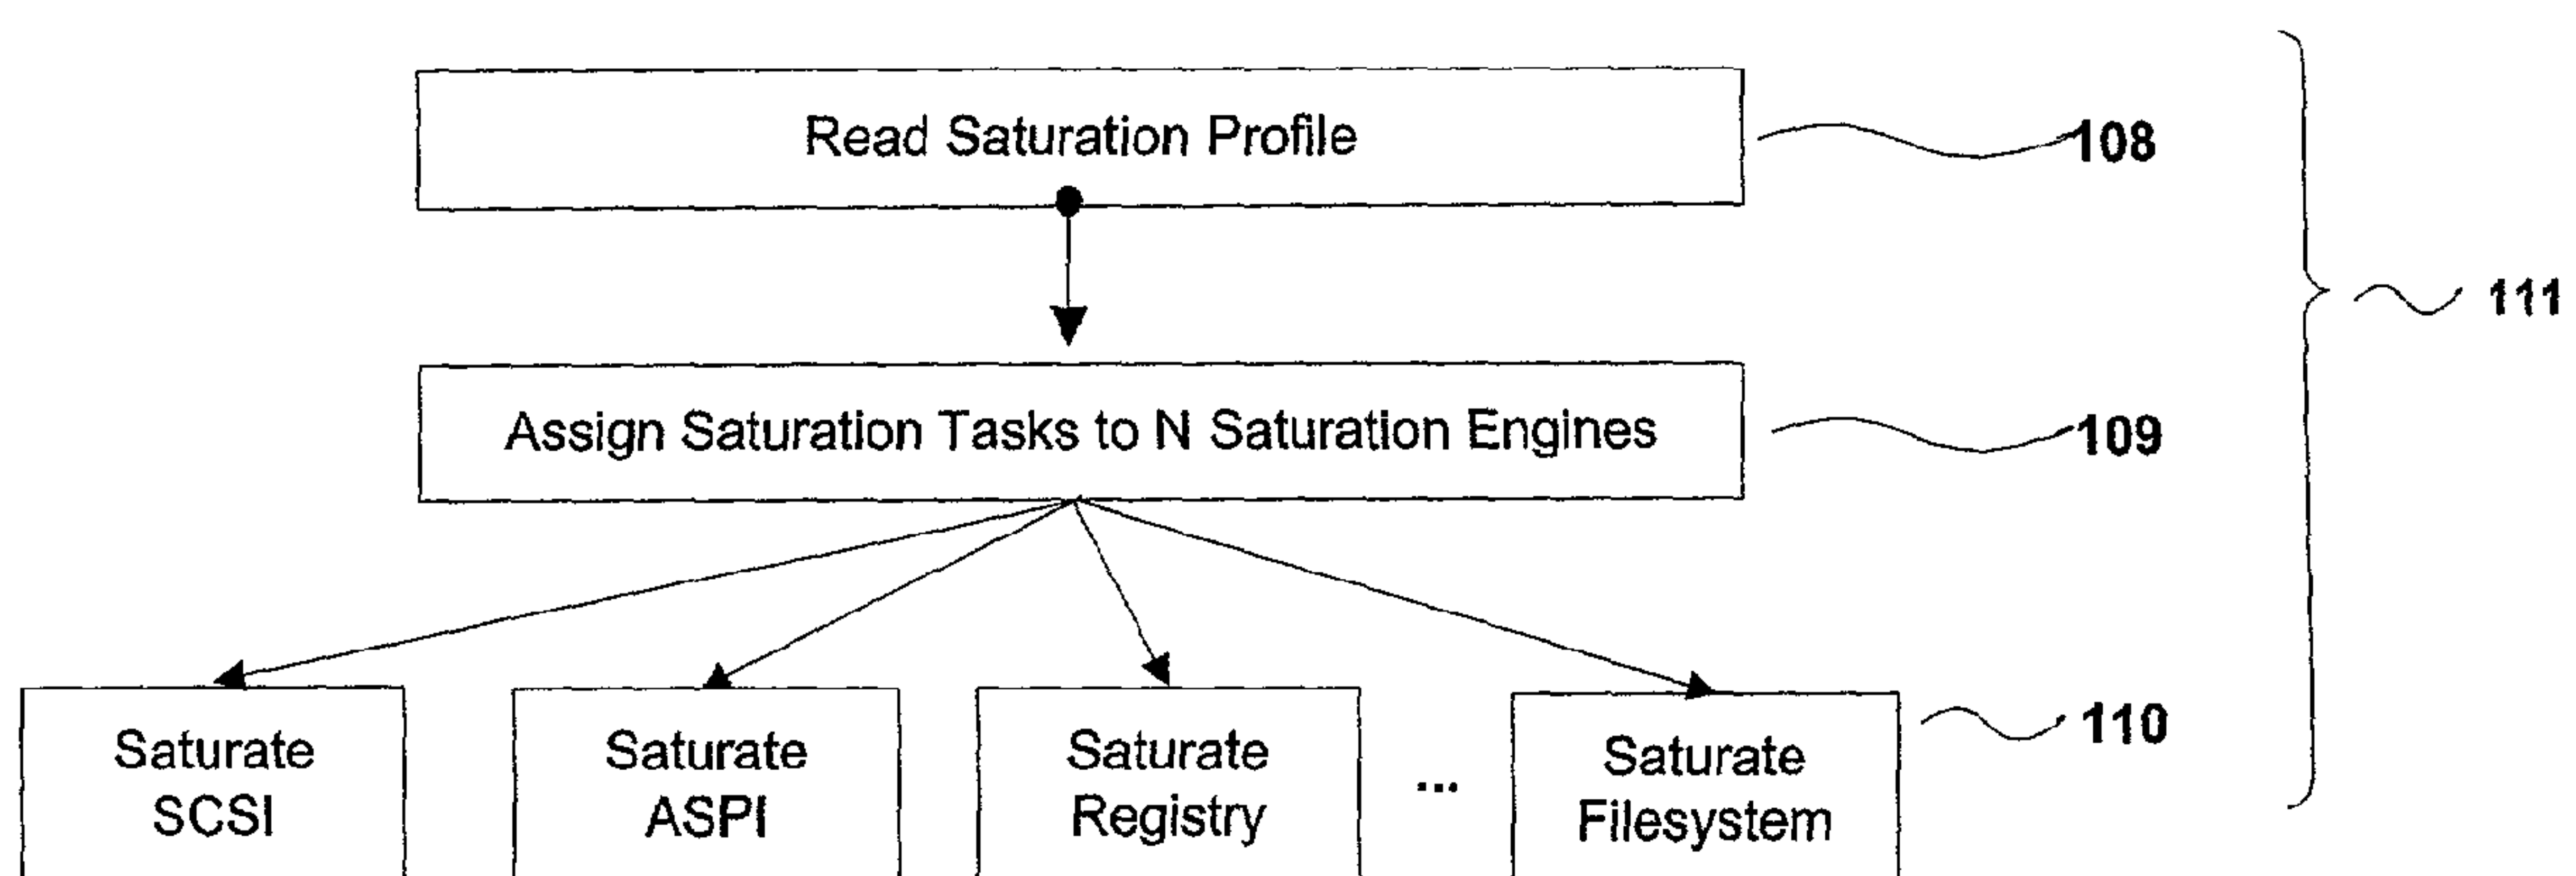 Read Saturation Profile
108
111
Assign Saturation Tasks to N Saturation Engines
109
110
Saturate
SCSI
Saturate
ASPI
Saturate
Registry
...
Saturate
Filesystem